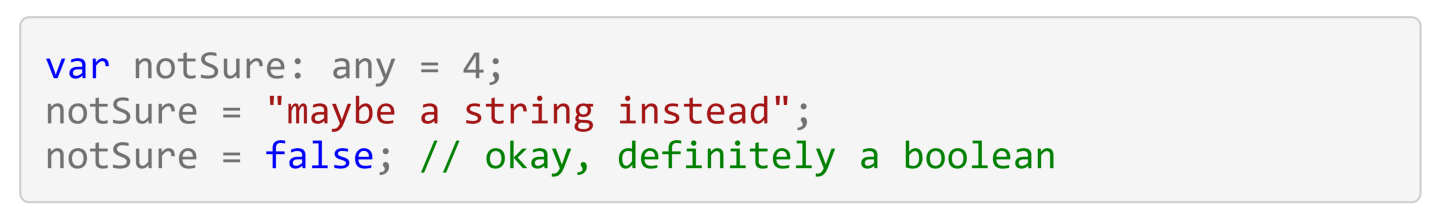 var notSure: any = 4;
notSure = "maybe a string instead";
notSure = false; // okay, definitely a boolean